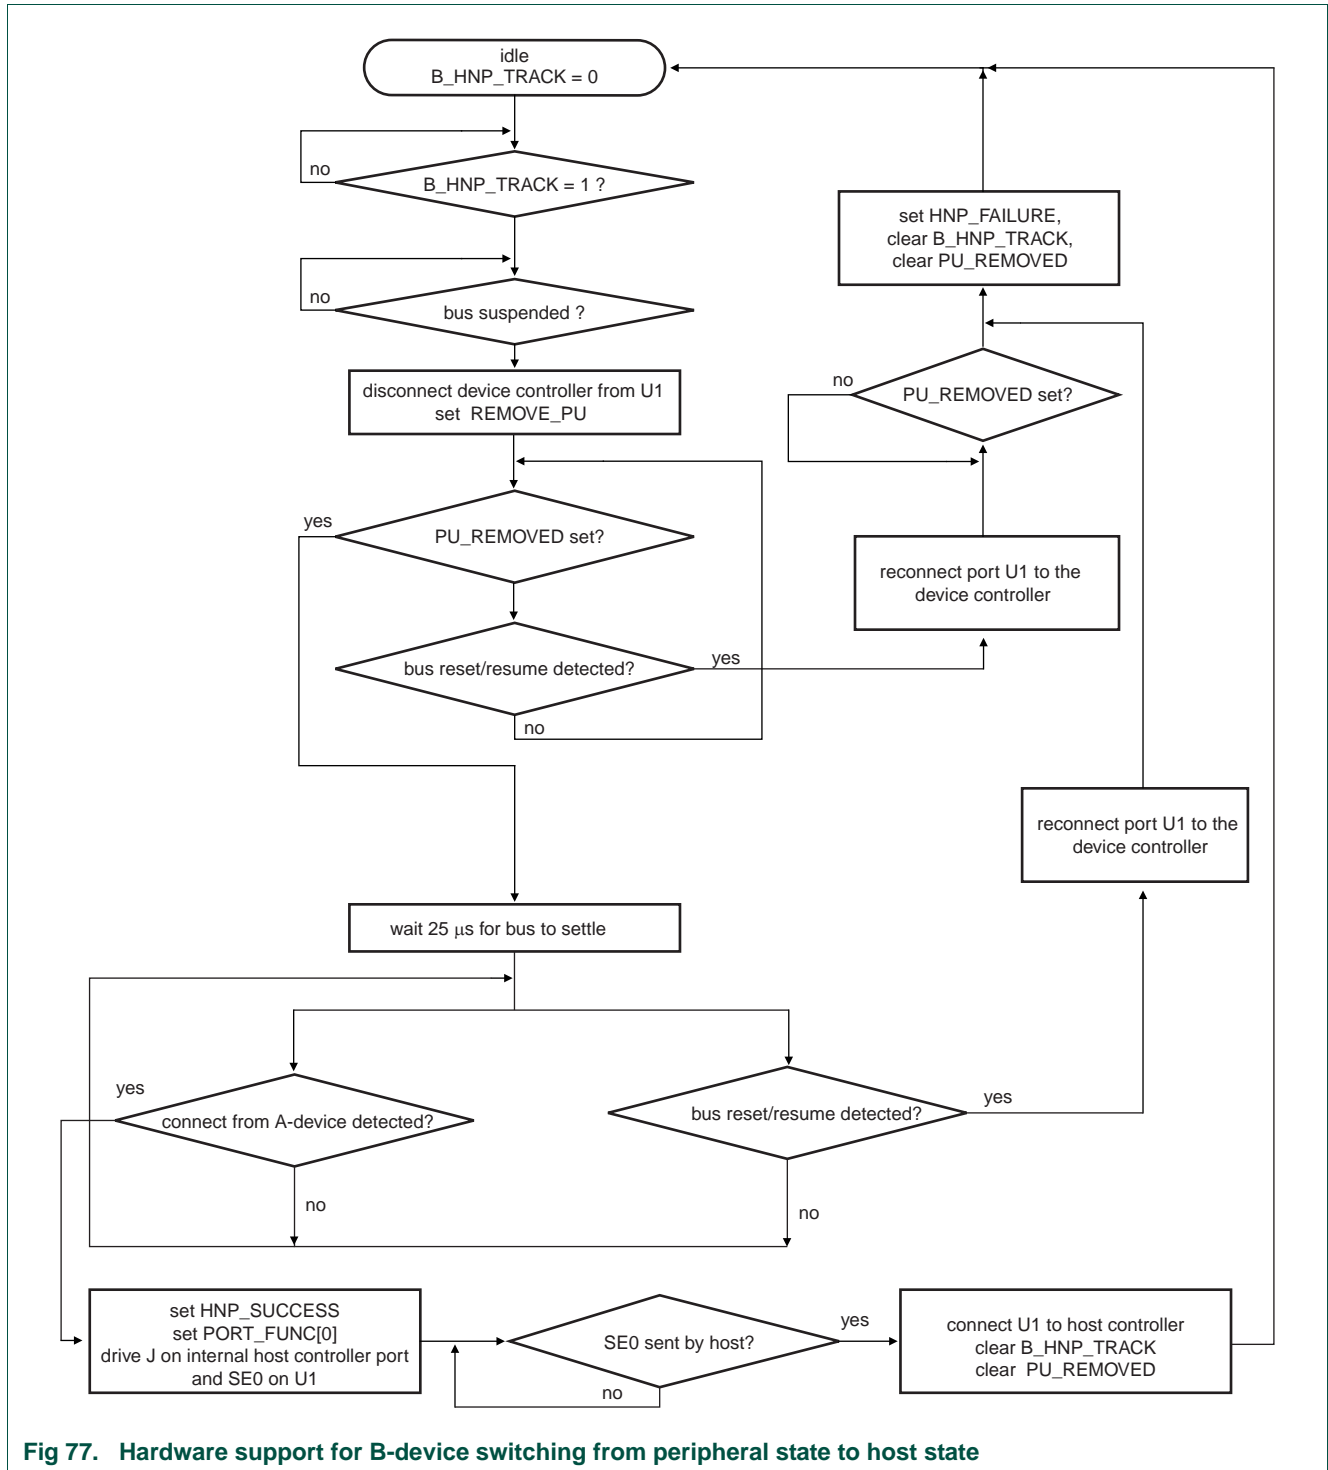 idle
B_HNP_TRACK = 0
no
B_HNP_TRACK = 1 ?
set HNP_FAILURE,
clear B_HNP_TRACK,
clear PU_REMOVED
no
bus suspended ?
disconnect device controller from U1
set REMOVE_PU
no
PU_REMOVED set?
yes
PU_REMOVED set?
reconnect port U1 to the
device controller
bus reset/resume detected?
yes
no
reconnect port U1 to the
device controller
wait 25 μs for bus to settle
yes
connect from A-device detected?
no
bus reset/resume detected?
yes
no
set HNP_SUCCESS
set PORT_FUNC[0]
drive J on internal host controller port
and SE0 on U1
SE0 sent by host?
yes
no
connect U1 to host controller
clear B_HNP_TRACK
clear PU_REMOVED
Fig 77. Hardware support for B-device switching from peripheral state to host state